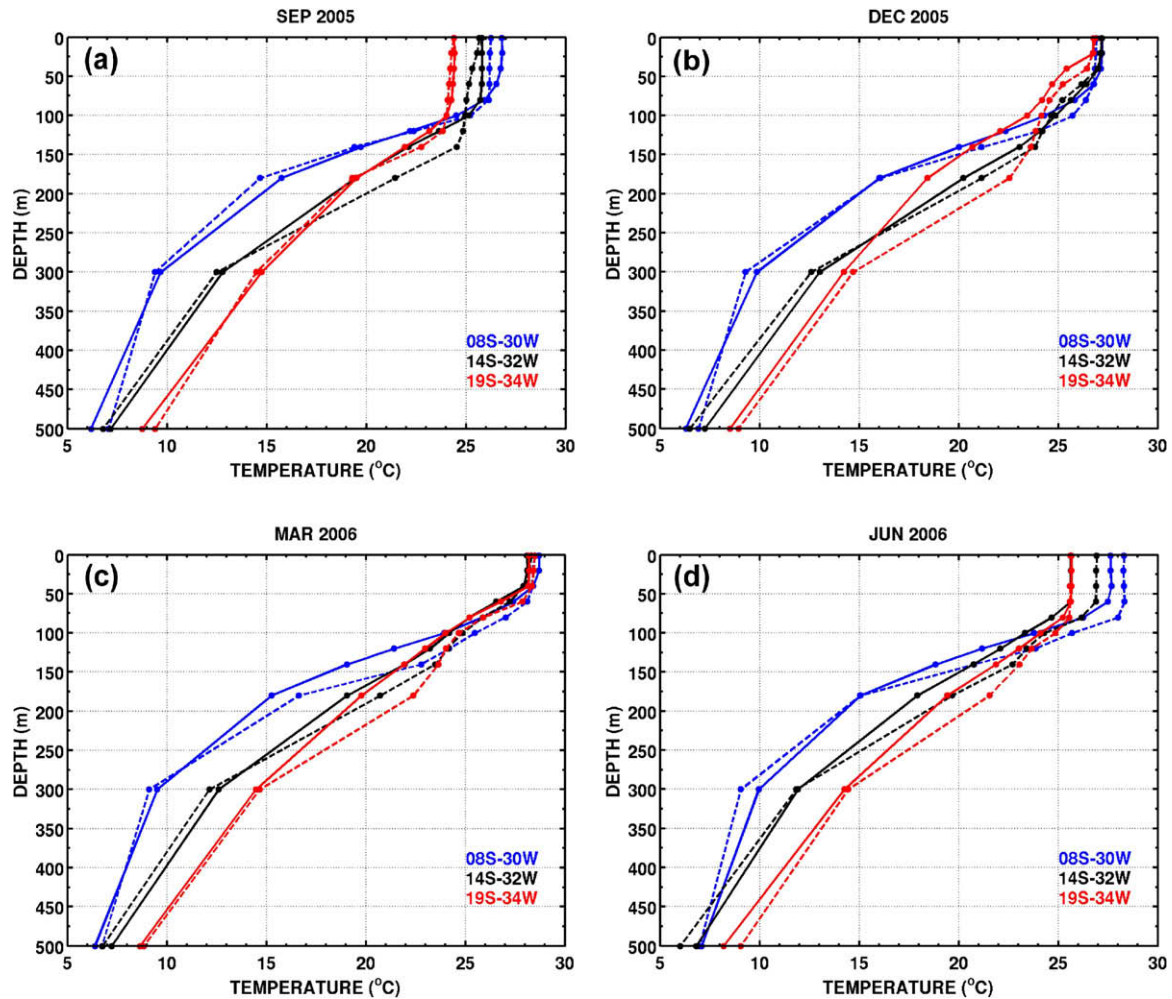 SEP 2005
(a)
0
50
100
150
200
250
300
350
400
450
500
DEPTH (m)
08S-30W
14S-32W
19S-34W
5 10 15 20 25 30
TEMPERATURE (°C)
DEC 2005
(b)
0
50
100
150
200
250
300
350
400
450
500
DEPTH (m)
08S-30W
14S-32W
19S-34W
5 10 15 20 25 30
TEMPERATURE (°C)
MAR 2006
(c)
0
50
100
150
200
250
300
350
400
450
500
DEPTH (m)
08S-30W
14S-32W
19S-34W
5 10 15 20 25 30
TEMPERATURE (°C)
JUN 2006
(d)
0
50
100
150
200
250
300
350
400
450
500
DEPTH (m)
08S-30W
14S-32W
19S-34W
5 10 15 20 25 30
TEMPERATURE (°C)